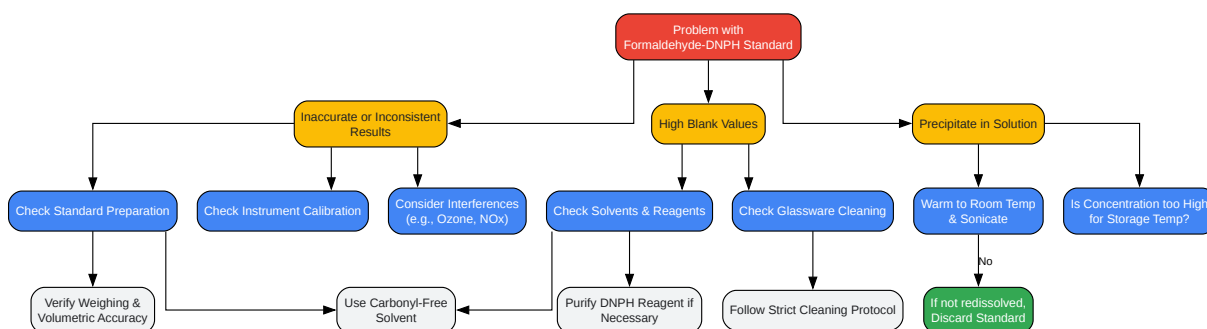 Problem with
Formaldehyde-DNPH Standard
Inaccurate or Inconsistent
Results
High Blank Values
Precipitate in Solution
Check Standard Preparation
Check Instrument Calibration
Consider Interferences
(e.g., Ozone, NOx)
Check Solvents & Reagents
Check Glassware Cleaning
Warm to Room Temp
& Sonicate
Is Concentration too High
for Storage Temp?
No
Verify Weighing &
Volumetric Accuracy
Use Carbonyl-Free
Solvent
Purify DNPH Reagent if
Necessary
Follow Strict Cleaning Protocol
If not redissolved,
Discard Standard